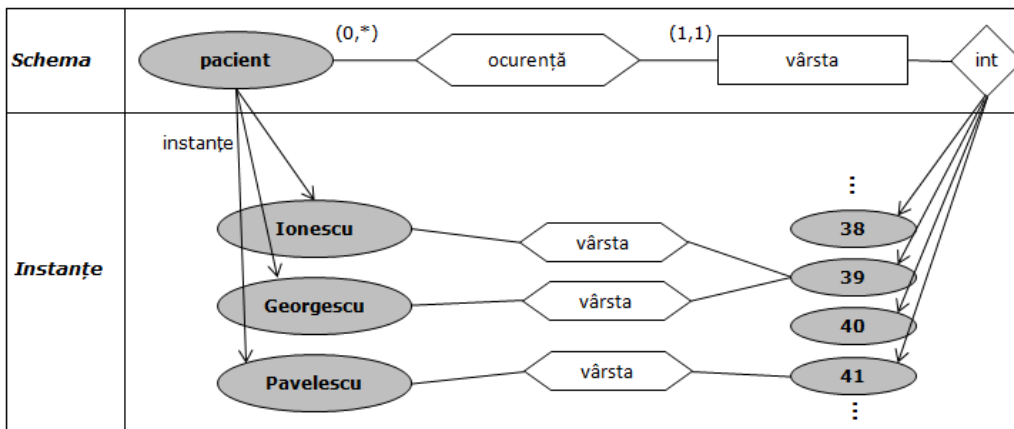 Schema
pacient
(0,*)
ocurență
(1,1)
vârsta
int
Instanțe
instanțe
Ionescu
vârsta
Georgescu
vârsta
Pavelescu
vârsta
...
38
39
40
41
...